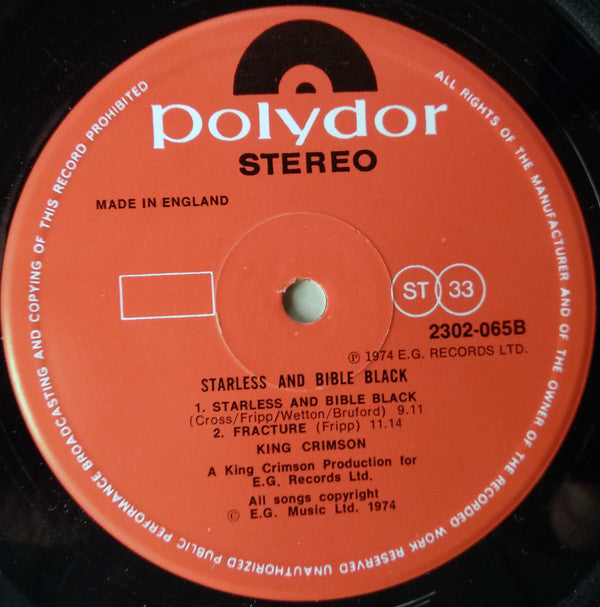 polydor
STEREO
MADE IN ENGLAND
ST 33
2302-065B
℗ 1974 E.G. RECORDS LTD.
STARLESS AND BIBLE BLACK
1. STARLESS AND BIBLE BLACK
(Cross/Fripp/Wetton/Bruford) 9.11
2. FRACTURE (Fripp) 11.14
KING CRIMSON
A King Crimson Production for
E.G. Records Ltd.
All songs copyright
© E.G. Music Ltd. 1974
ALL RIGHTS OF THE MANUFACTURER AND OF THE OWNER OF THE RECORDED WORK RESERVED UNAUTHORIZED PUBLIC PERFORMANCE BROADCASTING AND COPYING OF THIS RECORD PROHIBITED